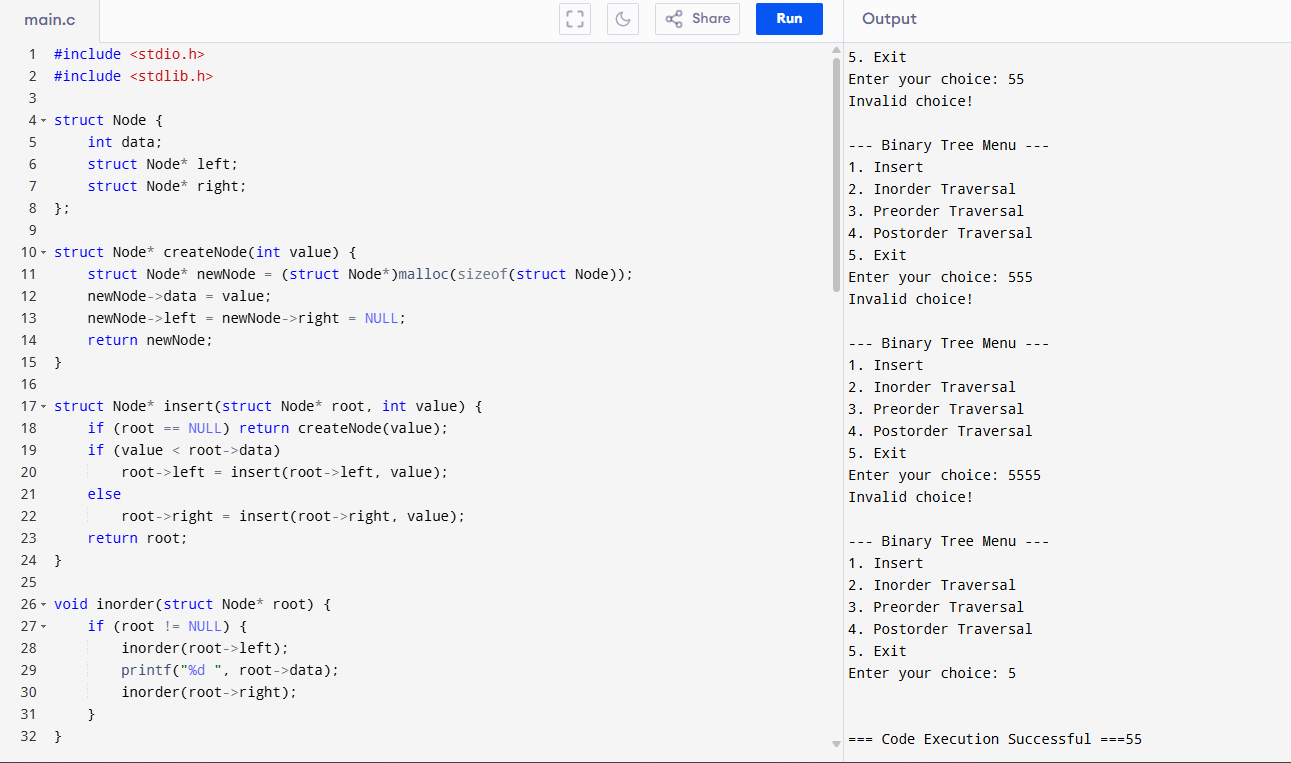 main.c
Share
Run
Output
1 #include <stdio.h>
2 #include <stdlib.h>
3
4 struct Node {
5     int data;
6     struct Node* left;
7     struct Node* right;
8 };
9
10 struct Node* createNode(int value) {
11     struct Node* newNode = (struct Node*)malloc(sizeof(struct Node));
12     newNode->data = value;
13     newNode->left = newNode->right = NULL;
14     return newNode;
15 }
16
17 struct Node* insert(struct Node* root, int value) {
18     if (root == NULL) return createNode(value);
19     if (value < root->data)
20         root->left = insert(root->left, value);
21     else
22         root->right = insert(root->right, value);
23     return root;
24 }
25
26 void inorder(struct Node* root) {
27     if (root != NULL) {
28         inorder(root->left);
29         printf("%d ", root->data);
30         inorder(root->right);
31     }
32 }
5. Exit
Enter your choice: 55
Invalid choice!
--- Binary Tree Menu ---
1. Insert
2. Inorder Traversal
3. Preorder Traversal
4. Postorder Traversal
5. Exit
Enter your choice: 555
Invalid choice!
--- Binary Tree Menu ---
1. Insert
2. Inorder Traversal
3. Preorder Traversal
4. Postorder Traversal
5. Exit
Enter your choice: 5555
Invalid choice!
--- Binary Tree Menu ---
1. Insert
2. Inorder Traversal
3. Preorder Traversal
4. Postorder Traversal
5. Exit
Enter your choice: 5
=== Code Execution Successful ===55